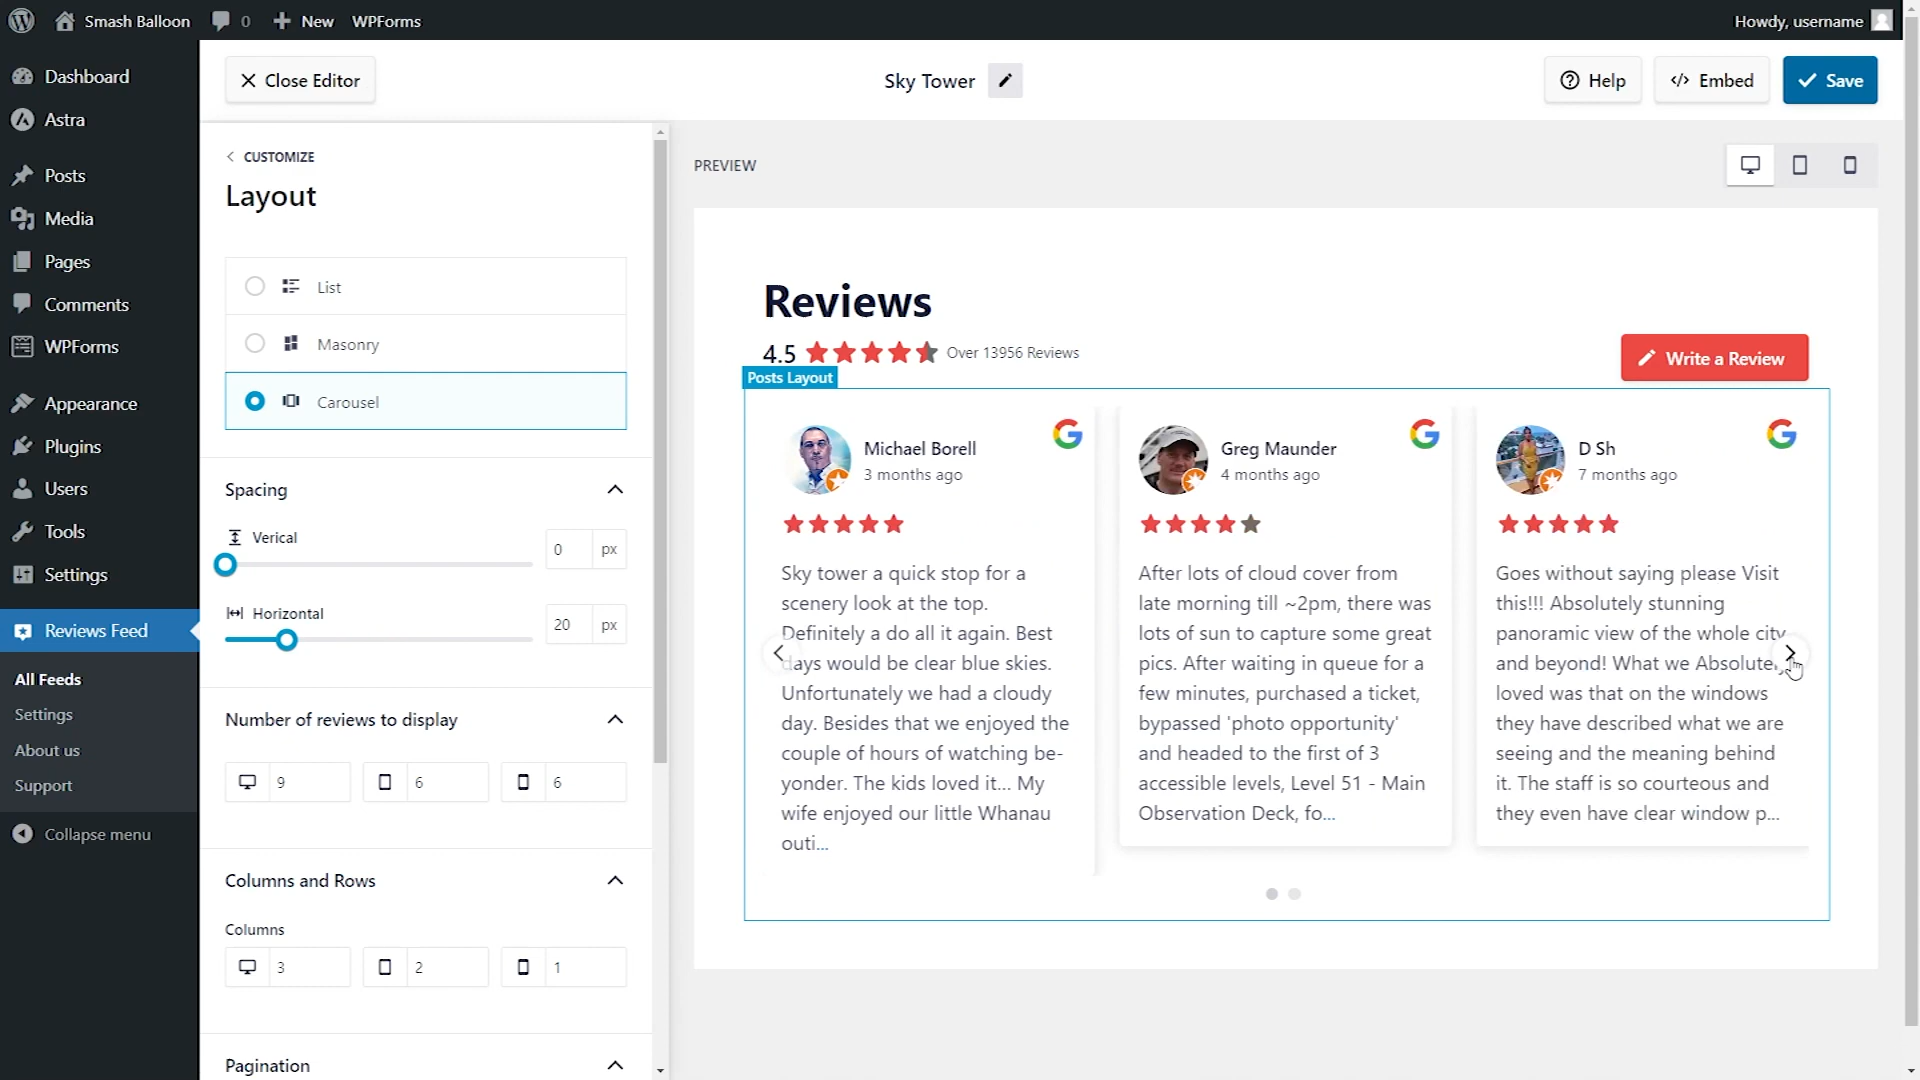 Smash Balloon
0
New
WPForms
Howdy, username
Dashboard
Astra
Posts
Media
Pages
Comments
WPForms
Appearance
Plugins
Users
Tools
Settings
Reviews Feed
All Feeds
Settings
About us
Support
Collapse menu
Close Editor
Sky Tower
Help
</> Embed
Save
CUSTOMIZE
Layout
List
Masonry
Carousel
Spacing
Verical
0 px
Horizontal
20 px
Number of reviews to display
9
6
6
Columns and Rows
Columns
3
2
1
Pagination
PREVIEW
Reviews
4.5
Over 13956 Reviews
Write a Review
Posts Layout
Michael Borell
3 months ago
Sky tower a quick stop for a
scenery look at the top.
Definitely a do all it again. Best
days would be clear blue skies.
Unfortunately we had a cloudy
day. Besides that we enjoyed the
couple of hours of watching be-
yonder. The kids loved it... My
wife enjoyed our little Whanau
outi...
Greg Maunder
4 months ago
After lots of cloud cover from
late morning till ~2pm, there was
lots of sun to capture some great
pics. After waiting in queue for a
few minutes, purchased a ticket,
bypassed 'photo opportunity'
and headed to the first of 3
accessible levels, Level 51 - Main
Observation Deck, fo...
D Sh
7 months ago
Goes without saying please Visit
this!!! Absolutely stunning
panoramic view of the whole city
and beyond! What we Absolutely
loved was that on the windows
they have described what we are
seeing and the meaning behind
it. The staff is so courteous and
they even have clear window p...